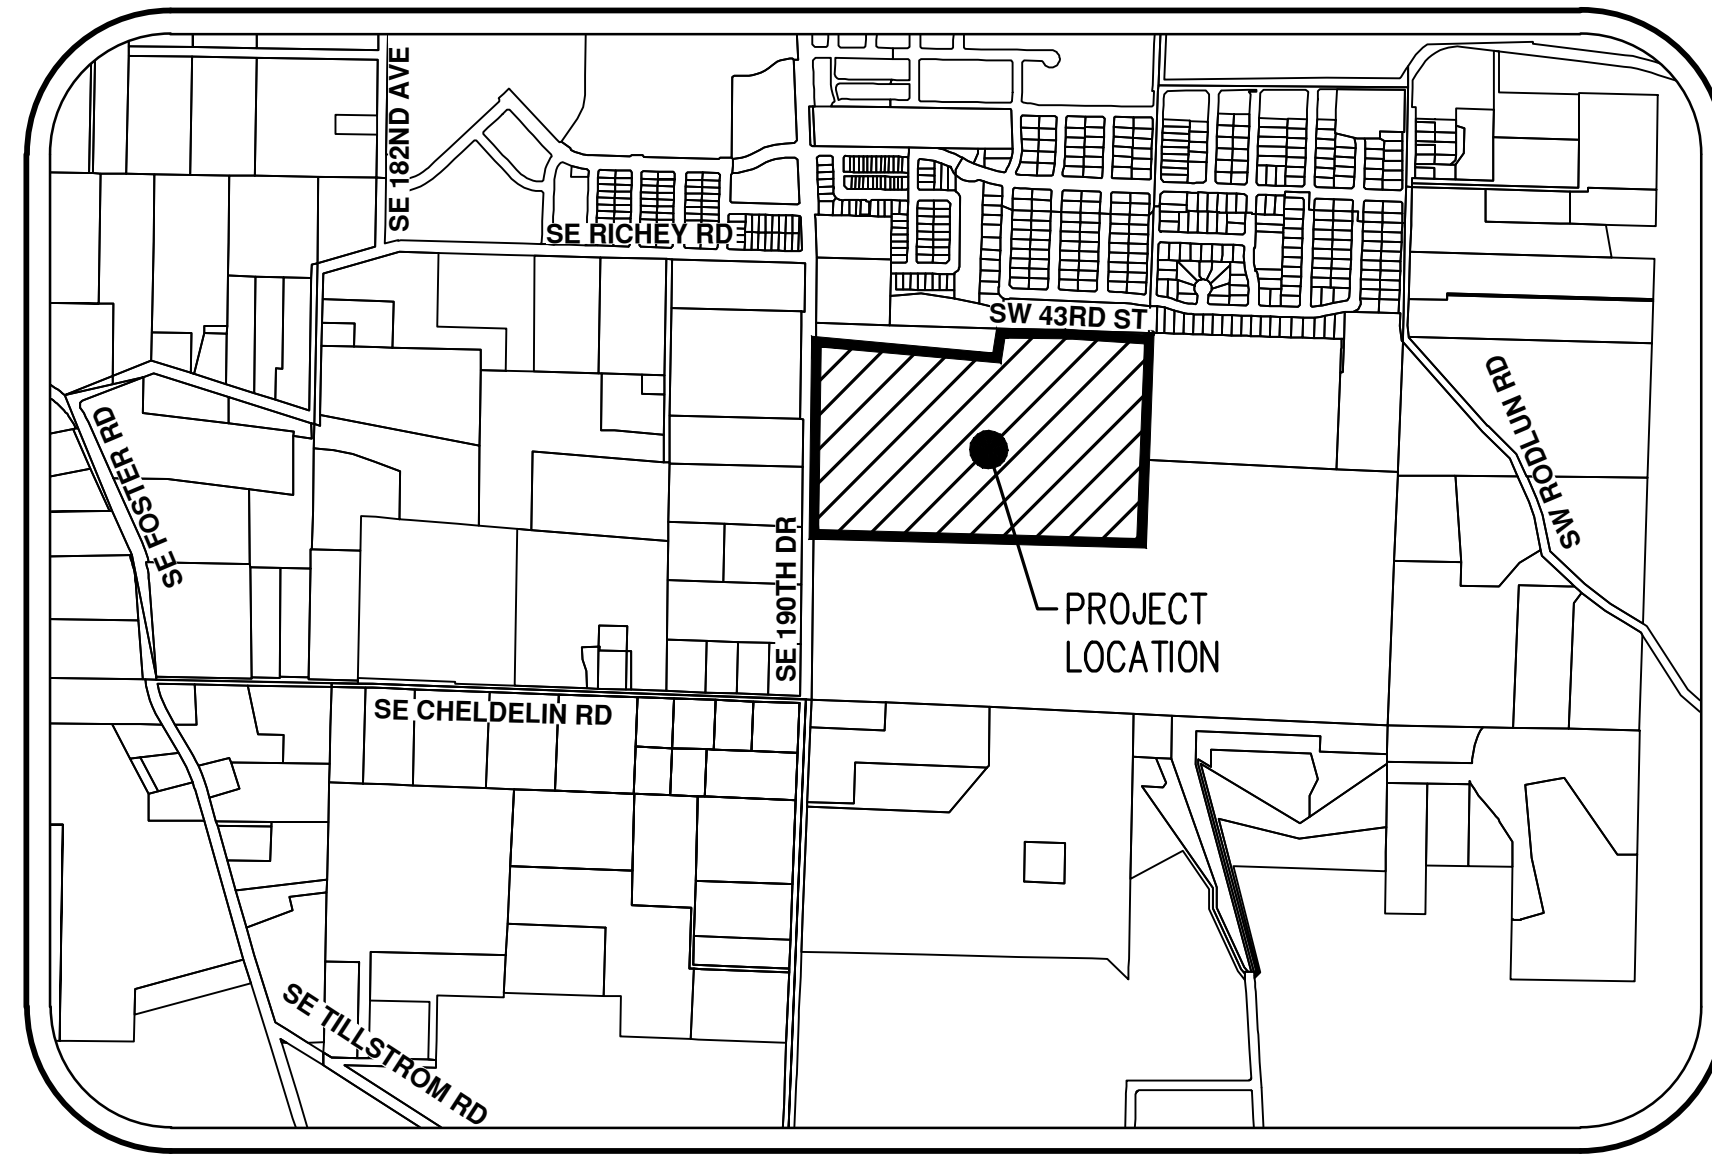 SE 182ND AVE
SE RICHEY RD
SW 43RD ST
SW RODLUN RD
SE FOSTER RD
SE 190TH DR
PROJECT
LOCATION
SE CHELDELIN RD
SE TILLSTROM RD